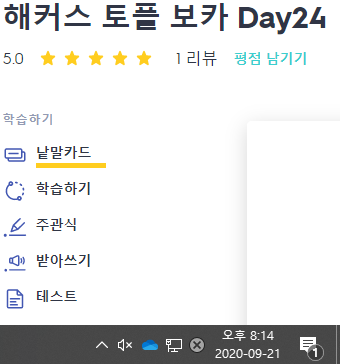 해커스 토플 보카 Day24
5.0 1 리뷰 평점 남기기
학습하기
낱말카드
학습하기
주관식
받아쓰기
테스트
오후 8:14
2020-09-21
1